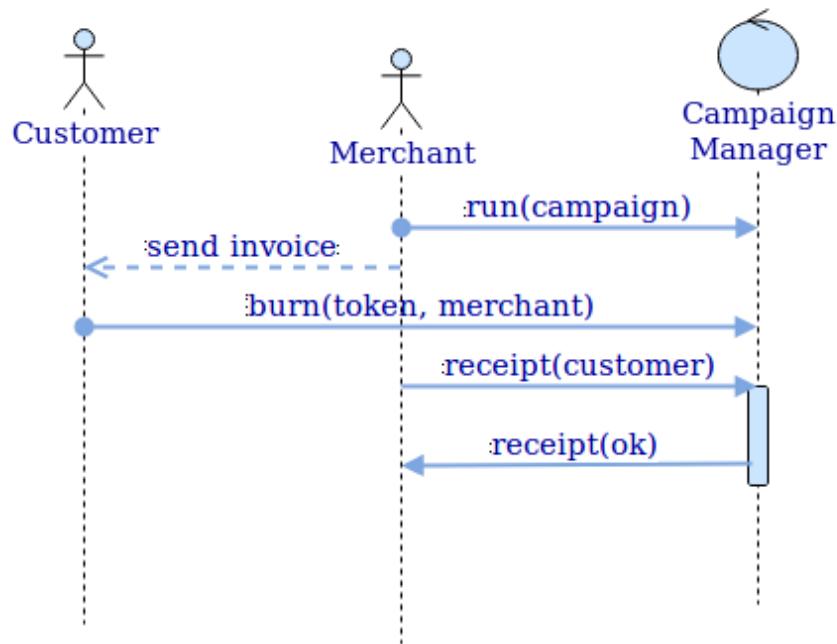 Customer
Merchant
Campaign
Manager
run(campaign)
send invoice
burn(token, merchant)
receipt(customer)
receipt(ok)